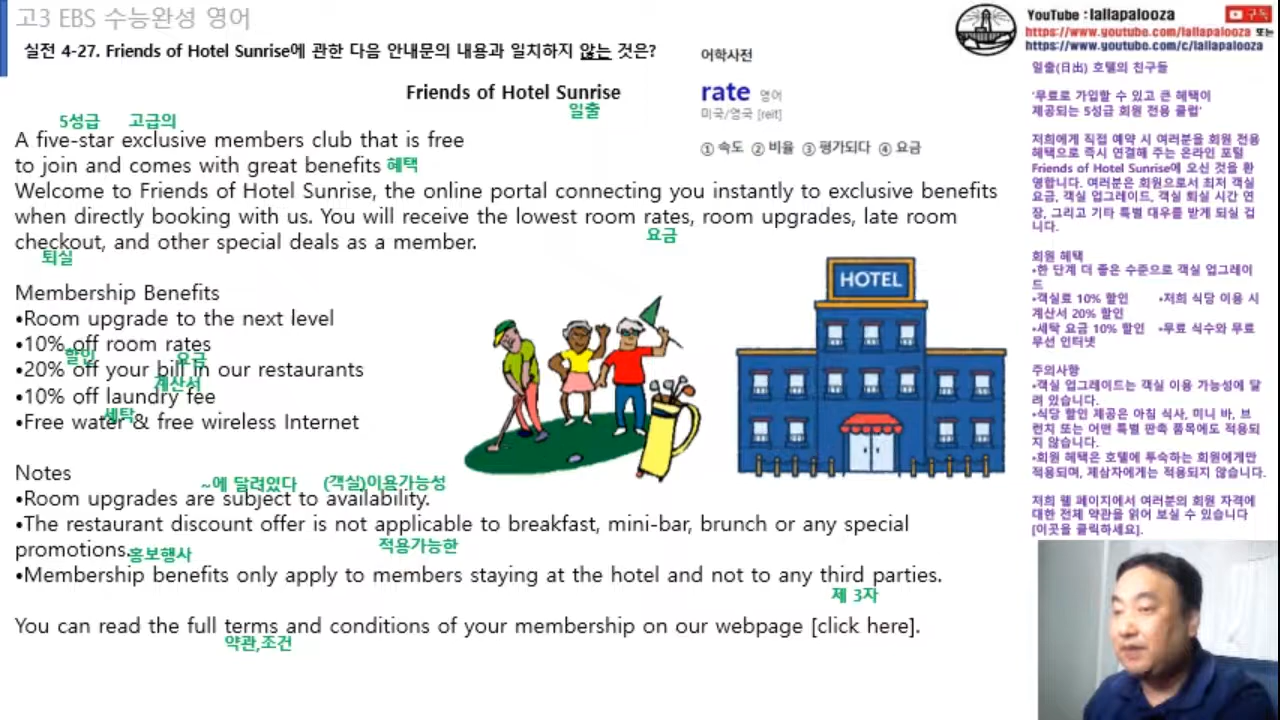 고3 EBS 수능완성 영어
실전 4-27. Friends of Hotel Sunrise에 관한 다음 안내문의 내용과 일치하지 않는 것은?
Friends of Hotel Sunrise
일출
5성급 고급의
A five-star exclusive members club that is free
to join and comes with great benefits 혜택
Welcome to Friends of Hotel Sunrise, the online portal connecting you instantly to exclusive benefits
when directly booking with us. You will receive the lowest room rates, room upgrades, late room
요금
checkout, and other special deals as a member.
퇴실
Membership Benefits
•Room upgrade to the next level
•10% off room rates
할인 요금
•20% off your bill in our restaurants
계산서
•10% off laundry fee
세탁
•Free water & free wireless Internet
Notes
~에 달려있다 (객실)이용가능성
•Room upgrades are subject to availability.
•The restaurant discount offer is not applicable to breakfast, mini-bar, brunch or any special
적용가능한
promotions.
홍보행사
•Membership benefits only apply to members staying at the hotel and not to any third parties.
제 3자
You can read the full terms and conditions of your membership on our webpage [click here].
약관,조건
어학사전
rate 영어
미국/영국 [reit]
① 속도 ② 비율 ③ 평가되다 ④ 요금
HOTEL
YouTube : lallapalooza
구독
https://www.youtube.com/lallapalooza 또는
https://www.youtube.com/c/lallapalooza
일출(日出) 호텔의 친구들
'무료로 가입할 수 있고 큰 혜택이
제공되는 5성급 회원 전용 클럽'
저희에게 직접 예약 시 여러분을 회원 전용
혜택으로 즉시 연결해 주는 온라인 포털
Friends of Hotel Sunrise에 오신 것을 환
영합니다. 여러분은 회원으로서 최저 객실
요금, 객실 업그레이드, 객실 퇴실 시간 연
장, 그리고 기타 특별 대우를 받게 되실 겁
니다.
회원 혜택
•한 단계 더 좋은 수준으로 객실 업그레이
드
•객실료 10% 할인 •저희 식당 이용 시
계산서 20% 할인
•세탁 요금 10% 할인 •무료 식수와 무료
무선 인터넷
주의사항
•객실 업그레이드는 객실 이용 가능성에 달
려 있습니다.
•식당 할인 제공은 아침 식사, 미니 바, 브
런치 또는 어떤 특별 판촉 품목에도 적용되
지 않습니다.
•회원 혜택은 호텔에 투숙하는 회원에게만
적용되며, 제삼자에게는 적용되지 않습니다.
저희 웹 페이지에서 여러분의 회원 자격에
대한 전체 약관을 읽어 보실 수 있습니다
[이곳을 클릭하세요].